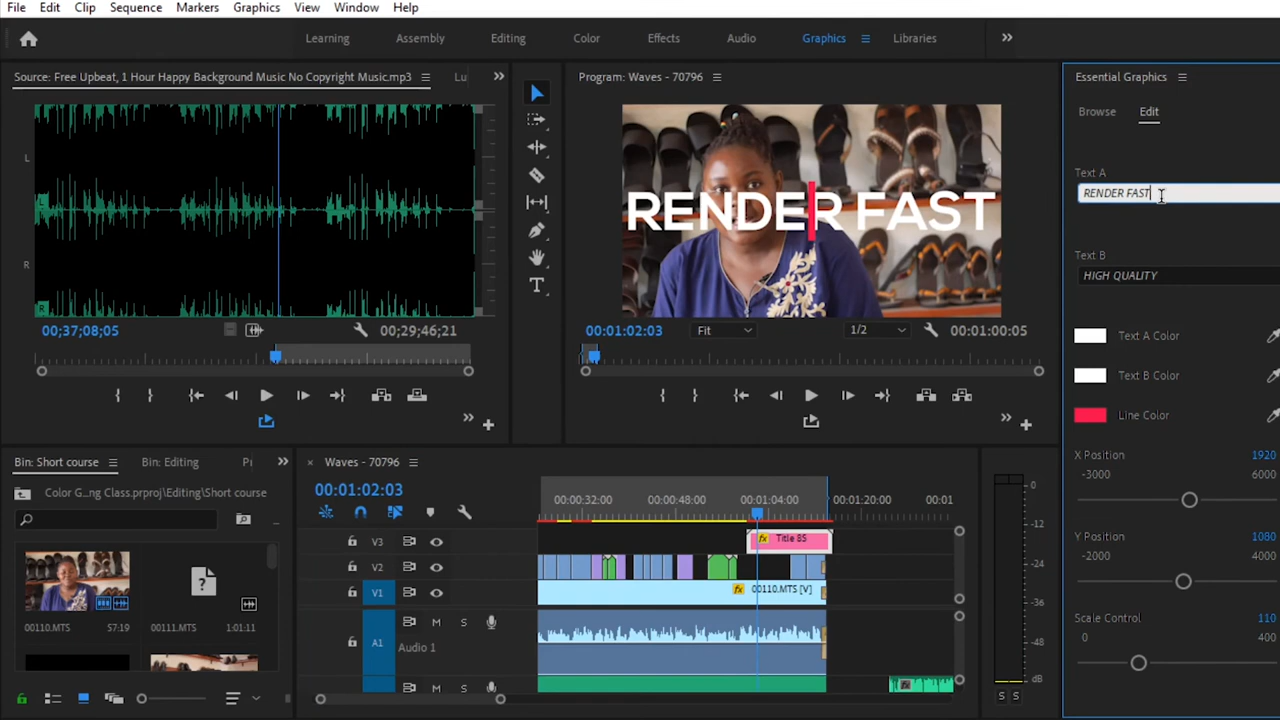 File Edit Clip Sequence Markers Graphics View Window Help
Learning Assembly Editing Color Effects Audio Graphics Libraries
Source: Free Upbeat, 1 Hour Happy Background Music No Copyright Music.mp3 Lu
Program: Waves - 70796
Essential Graphics
Browse Edit
L
R
RENDER FAST
T
Text A
RENDER FAST
Text B
HIGH QUALITY
Text A Color
Text B Color
Line Color
00;37;08;05
00;29;46;21
00:01:02:03
Fit
1/2
00:01:00:05
X Position 1920
-3000 6000
Y Position 1080
-2000 4000
Scale Control 110
0 400
Bin: Short course
Bin: Editing
Color G...ng Class.prproj\Editing\Short course
00110.MTS 57:19
00111.MTS 1:01:11
Waves - 70796
00:01:02:03
00:00:32:00 00:00:48:00 00:01:04:00 00:01:20:00 00:01
V3
fx Title 85
V2
V1
fx 00110.MTS [V]
A1
M S
Audio 1
M S
fx
0
-12
-24
-36
-48
dB
S S